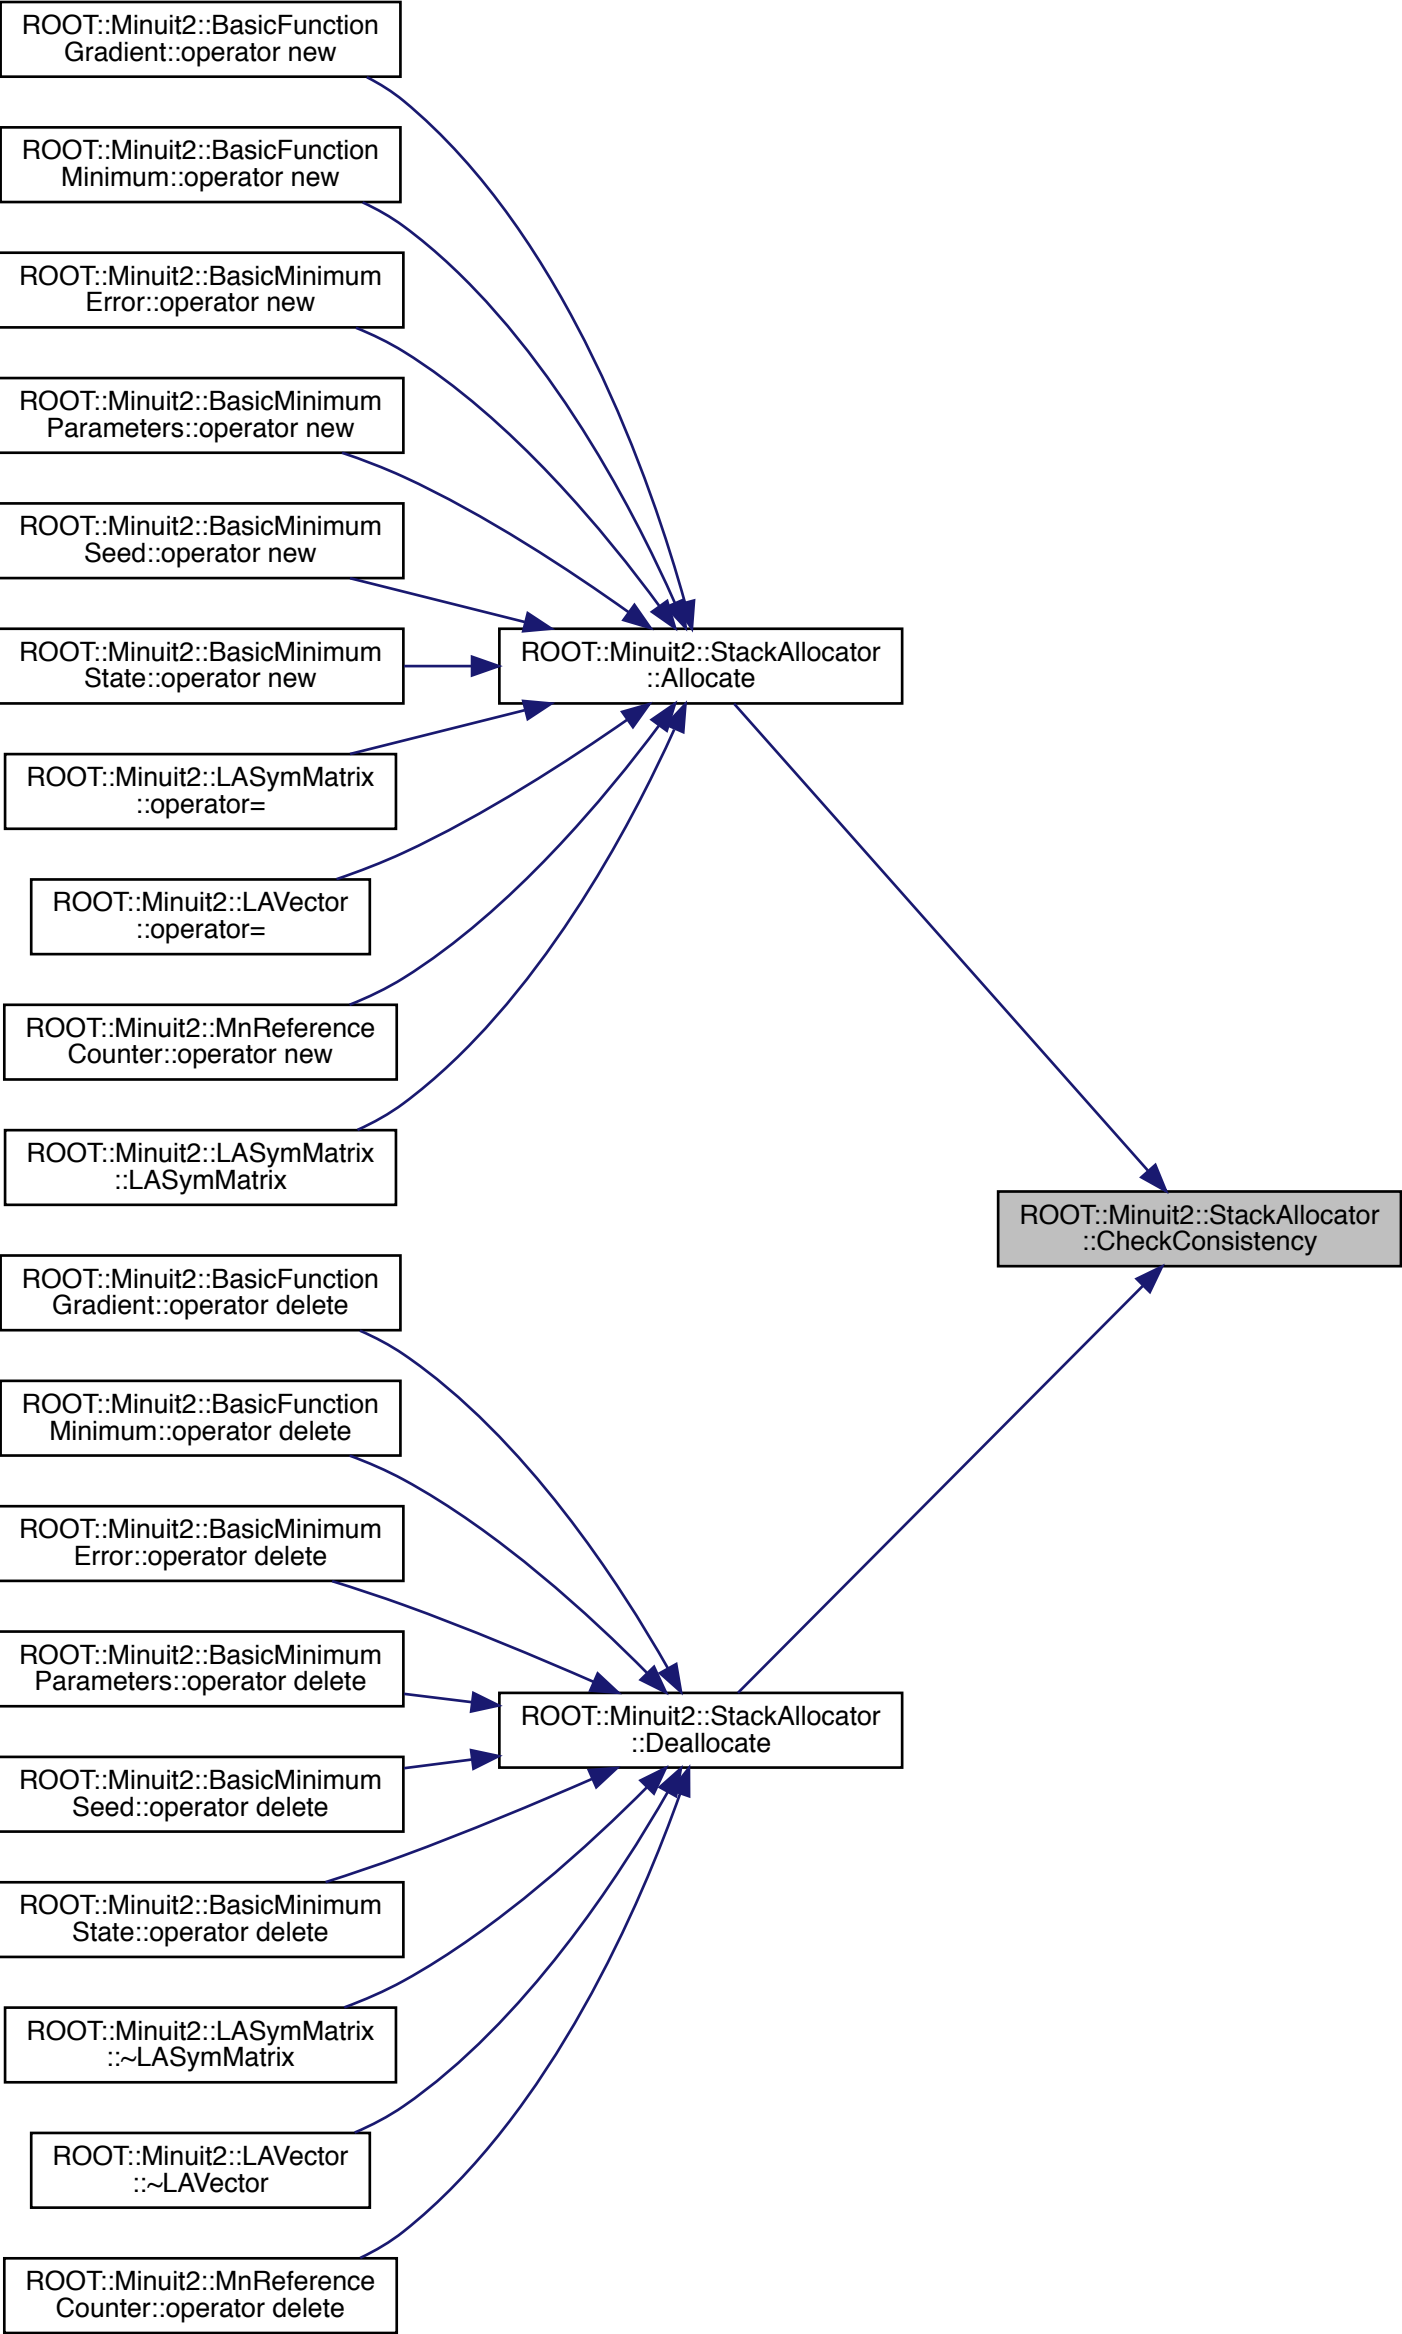 ROOT::Minuit2::BasicFunction
Gradient::operator new
ROOT::Minuit2::BasicFunction
Minimum::operator new
ROOT::Minuit2::BasicMinimum
Error::operator new
ROOT::Minuit2::BasicMinimum
Parameters::operator new
ROOT::Minuit2::BasicMinimum
Seed::operator new
ROOT::Minuit2::BasicMinimum
State::operator new
ROOT::Minuit2::LASymMatrix
::operator=
ROOT::Minuit2::LAVector
::operator=
ROOT::Minuit2::MnReference
Counter::operator new
ROOT::Minuit2::LASymMatrix
::LASymMatrix
ROOT::Minuit2::StackAllocator
::Allocate
ROOT::Minuit2::StackAllocator
::CheckConsistency
ROOT::Minuit2::BasicFunction
Gradient::operator delete
ROOT::Minuit2::BasicFunction
Minimum::operator delete
ROOT::Minuit2::BasicMinimum
Error::operator delete
ROOT::Minuit2::BasicMinimum
Parameters::operator delete
ROOT::Minuit2::BasicMinimum
Seed::operator delete
ROOT::Minuit2::BasicMinimum
State::operator delete
ROOT::Minuit2::LASymMatrix
::~LASymMatrix
ROOT::Minuit2::LAVector
::~LAVector
ROOT::Minuit2::MnReference
Counter::operator delete
ROOT::Minuit2::StackAllocator
::Deallocate